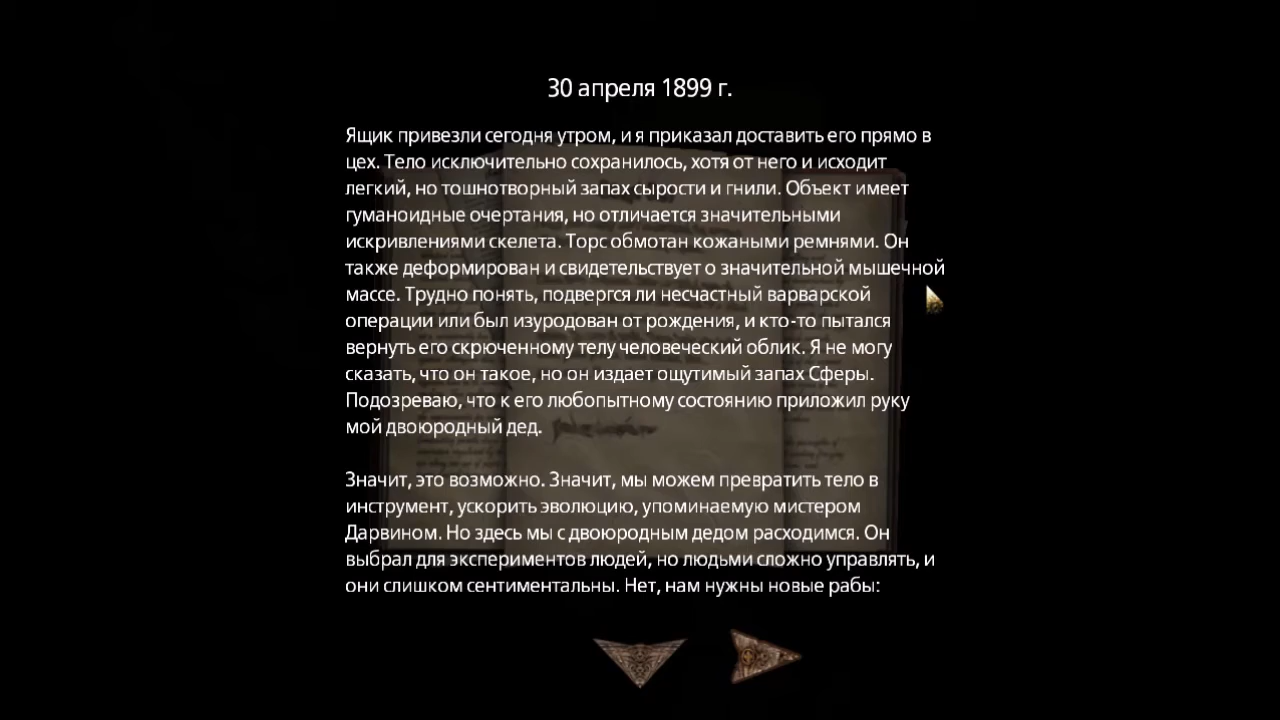 30 апреля 1899 г.
Ящик привезли сегодня утром, и я приказал доставить его прямо в
цех. Тело исключительно сохранилось, хотя от него и исходит
легкий, но тошнотворный запах сырости и гнили. Объект имеет
гуманоидные очертания, но отличается значительными
искривлениями скелета. Торс обмотан кожаными ремнями. Он
также деформирован и свидетельствует о значительной мышечной
массе. Трудно понять, подвергся ли несчастный варварской
операции или был изуродован от рождения, и кто-то пытался
вернуть его скрюченному телу человеческий облик. Я не могу
сказать, что он такое, но он издает ощутимый запах Сферы.
Подозреваю, что к его любопытному состоянию приложил руку
мой двоюродный дед.
Значит, это возможно. Значит, мы можем превратить тело в
инструмент, ускорить эволюцию, упоминаемую мистером
Дарвином. Но здесь мы с двоюродным дедом расходимся. Он
выбрал для экспериментов людей, но людьми сложно управлять, и
они слишком сентиментальны. Нет, нам нужны новые рабы: